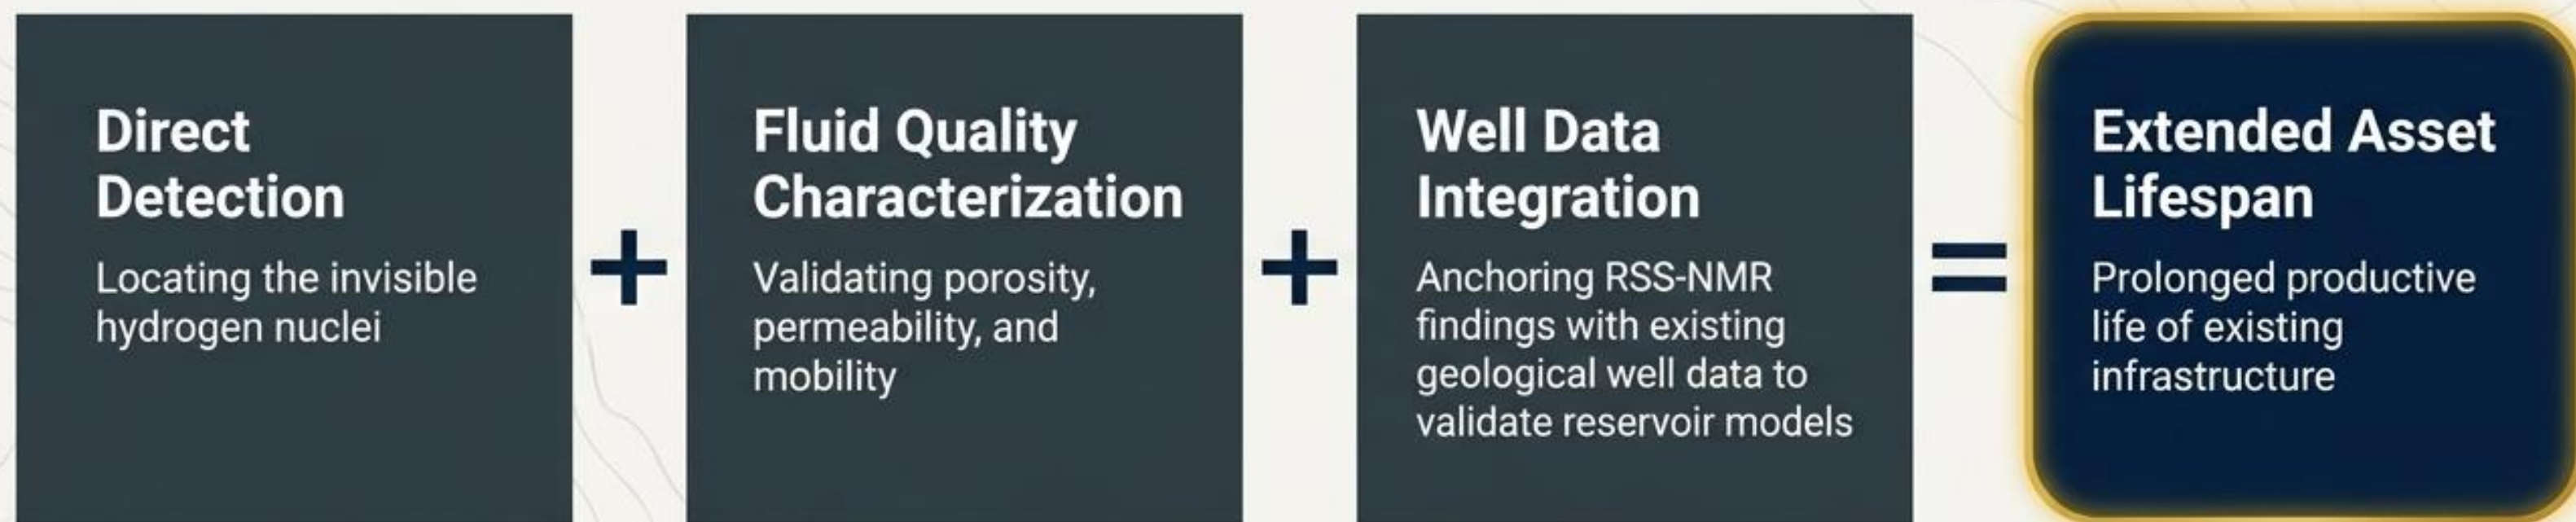 Direct
Detection
Locating the invisible
hydrogen nuclei
+
Fluid Quality
Characterization
Validating porosity,
permeability, and
mobility
+
Well Data
Integration
Anchoring RSS-NMR
findings with existing
geological well data to
validate reservoir models
=
Extended Asset
Lifespan
Prolonged productive
life of existing
infrastructure